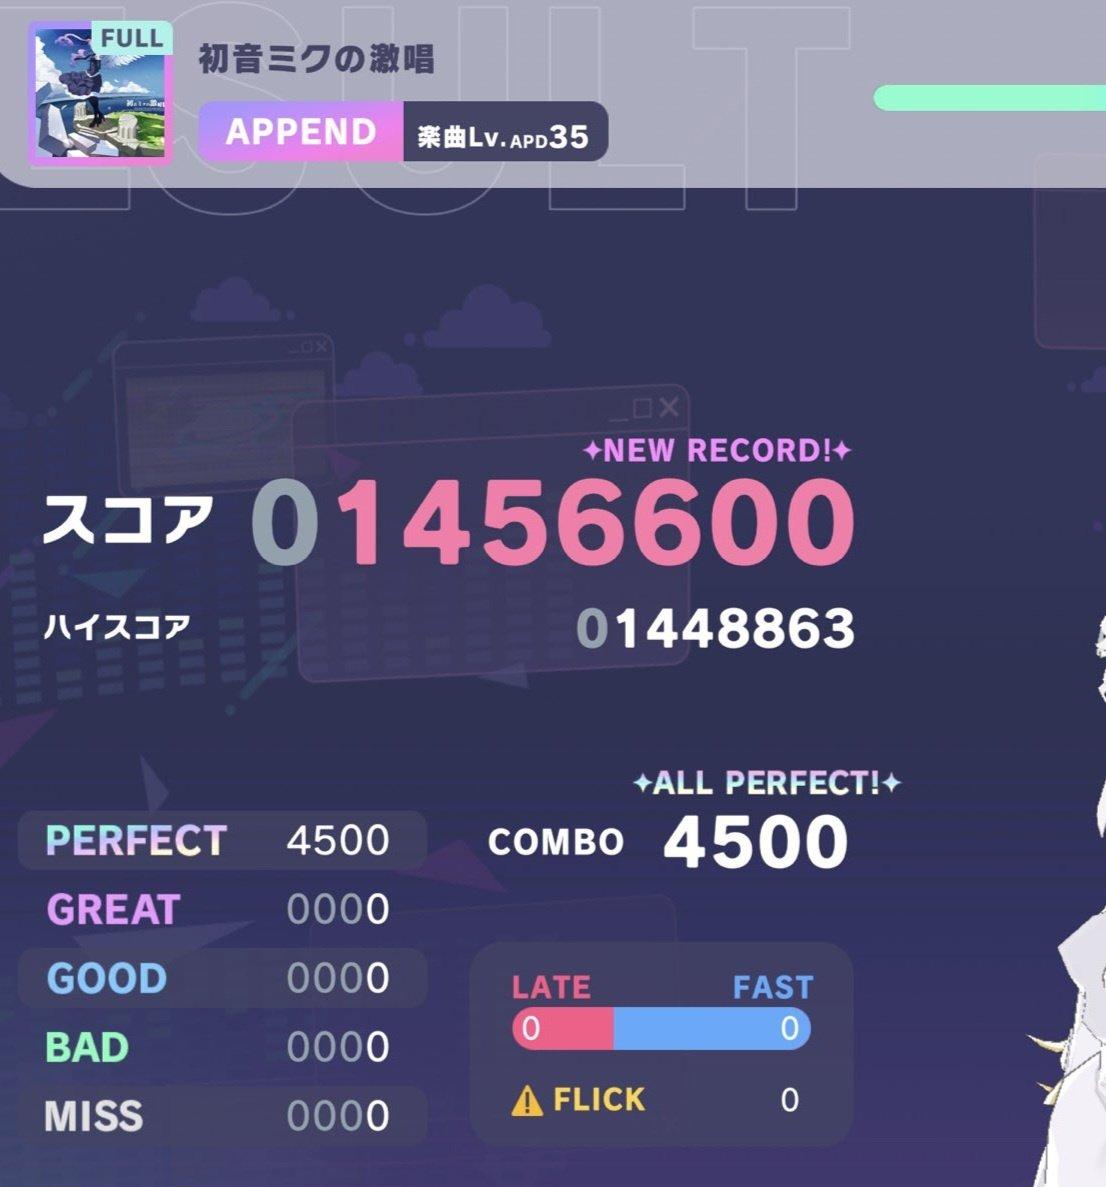 FULL
初音ミクの激唱
APPEND 楽曲Lv.APD35
SULT
✦NEW RECORD!✦
スコア 01456600
ハイスコア 01448863
✦ALL PERFECT!✦
PERFECT 4500 COMBO 4500
GREAT 0000
GOOD 0000
LATE FAST
0 0
BAD 0000
FLICK 0
MISS 0000